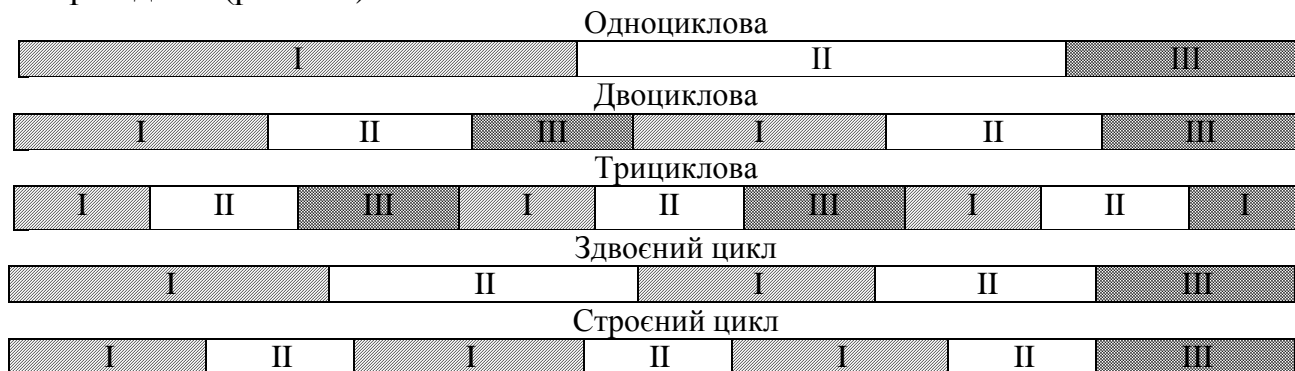 Одноциклова
I II III
Двоциклова
I II III I II III
Трициклова
I II III I II III I II I
Здвоєний цикл
I II I II III
Строєний цикл
I II I II I II III